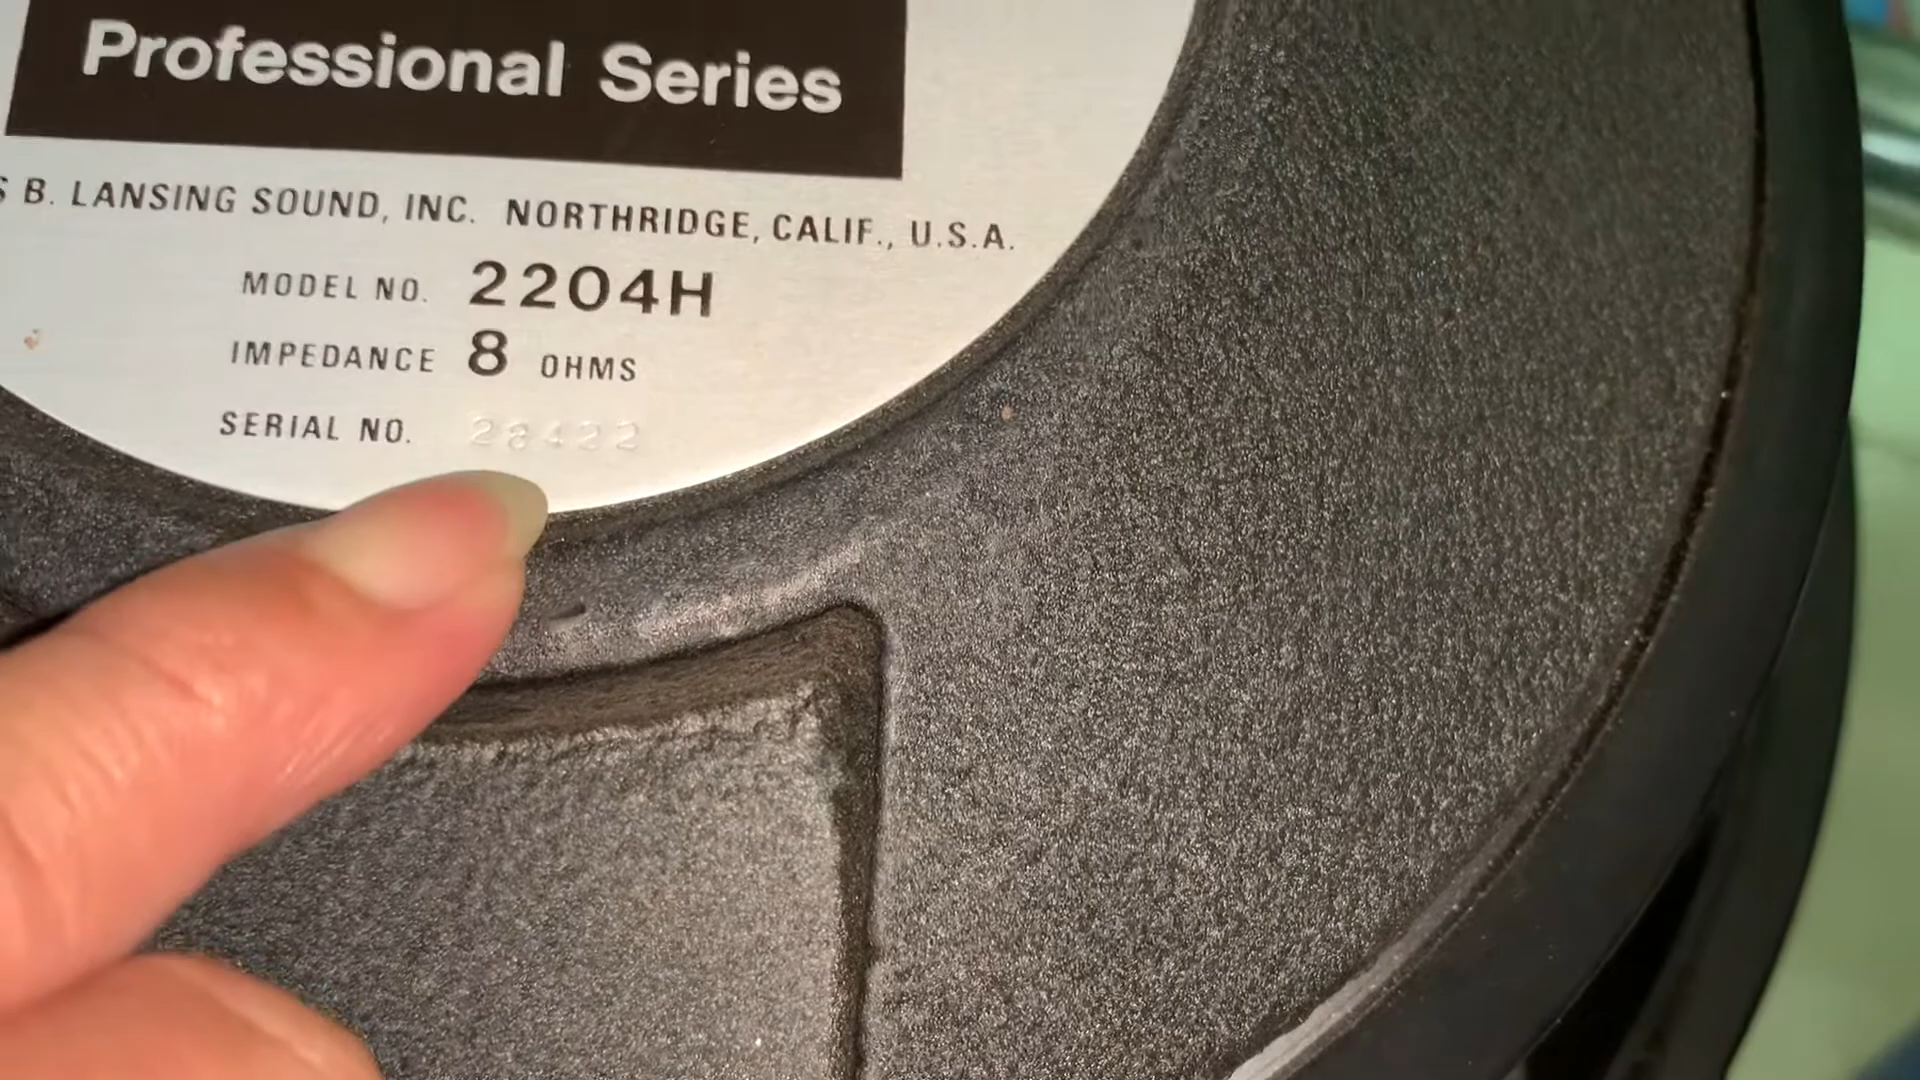 Professional Series
S B. LANSING SOUND, INC. NORTHRIDGE, CALIF., U.S.A.
MODEL NO. 2204H
IMPEDANCE 8 OHMS
SERIAL NO. 28422